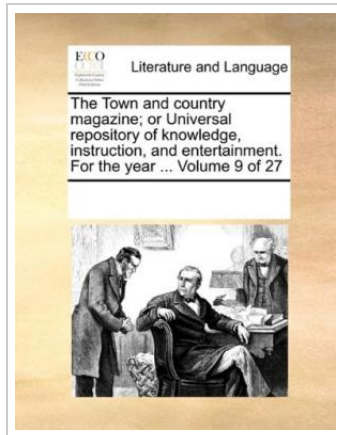 ECCO
Literature and Language
The Town and country
magazine; or Universal
repository of knowledge,
instruction, and entertainment.
For the year ... Volume 9 of 27